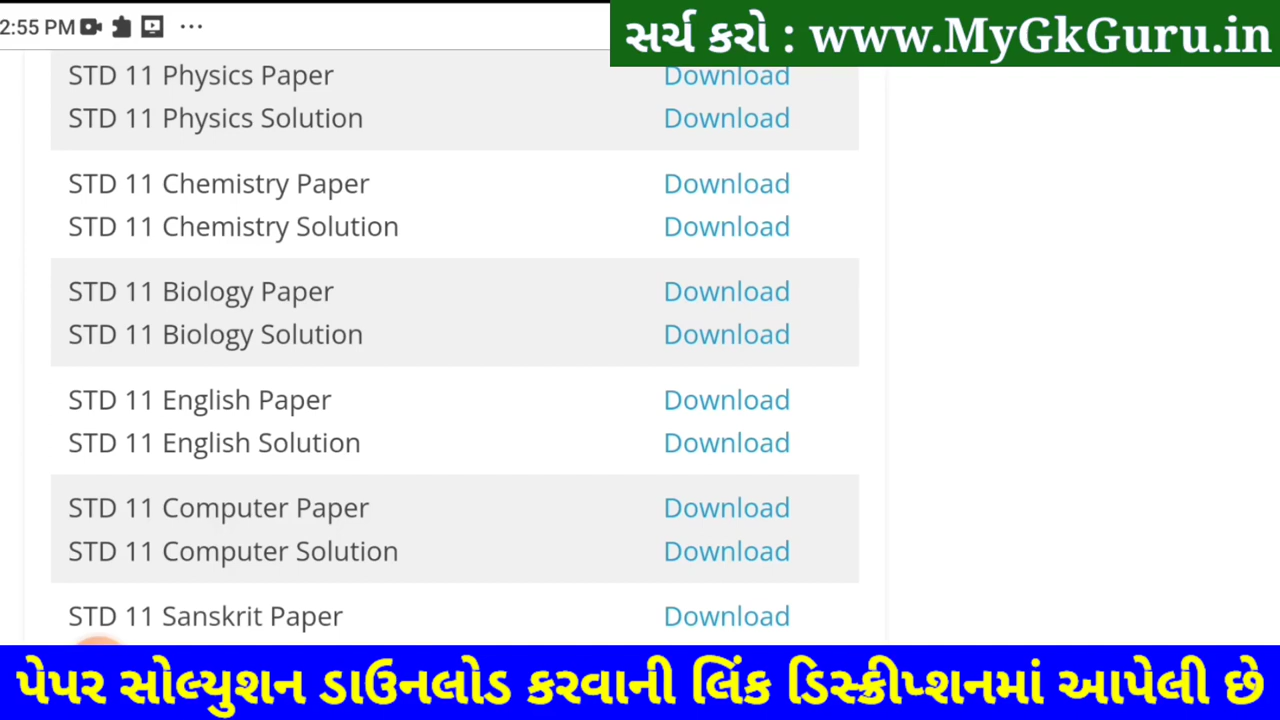 2:55 PM
સર્ચ કરો : www.MyGkGuru.in
STD 11 Physics Paper Download
STD 11 Physics Solution Download
STD 11 Chemistry Paper Download
STD 11 Chemistry Solution Download
STD 11 Biology Paper Download
STD 11 Biology Solution Download
STD 11 English Paper Download
STD 11 English Solution Download
STD 11 Computer Paper Download
STD 11 Computer Solution Download
STD 11 Sanskrit Paper Download
પેપર સોલ્યુશન ડાઉનલોડ કરવાની લિંક ડિસ્ક્રીપ્શનમાં આપેલી છે